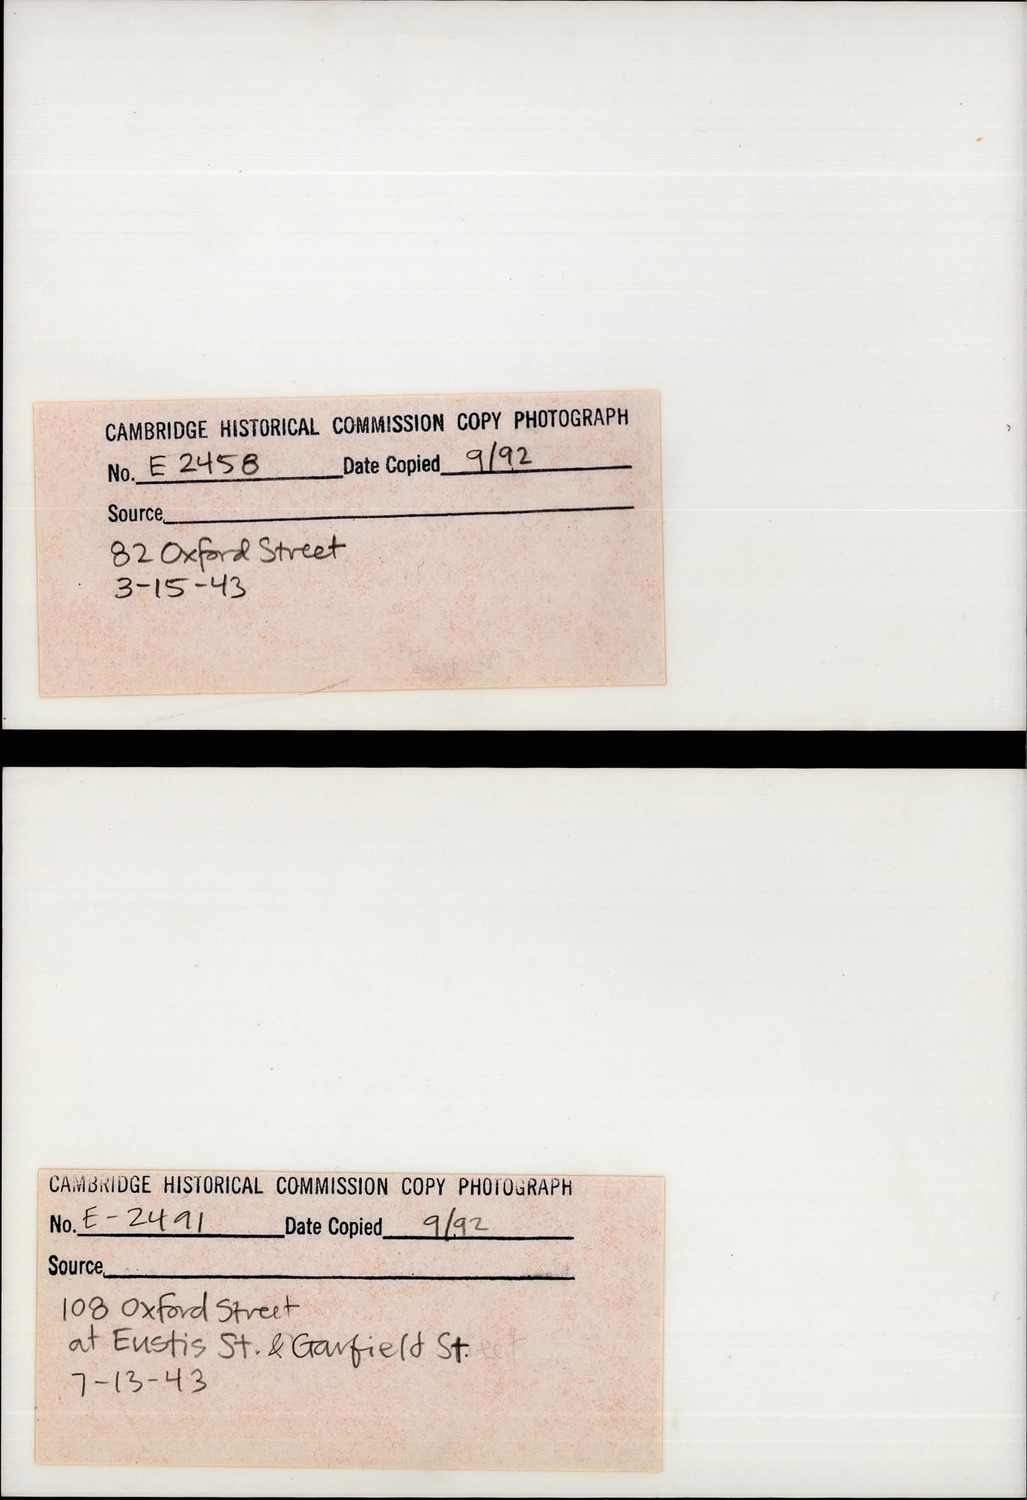 CAMBRIDGE HISTORICAL COMMISSION COPY PHOTOGRAPH
No. E 2458 Date Copied 9/92
Source
82 Oxford Street
3-15-43
CAMBRIDGE HISTORICAL COMMISSION COPY PHOTOGRAPH
No. E-2491 Date Copied 9/92
Source
108 Oxford Street
at Eustis St. & Garfield St.
7-13-43